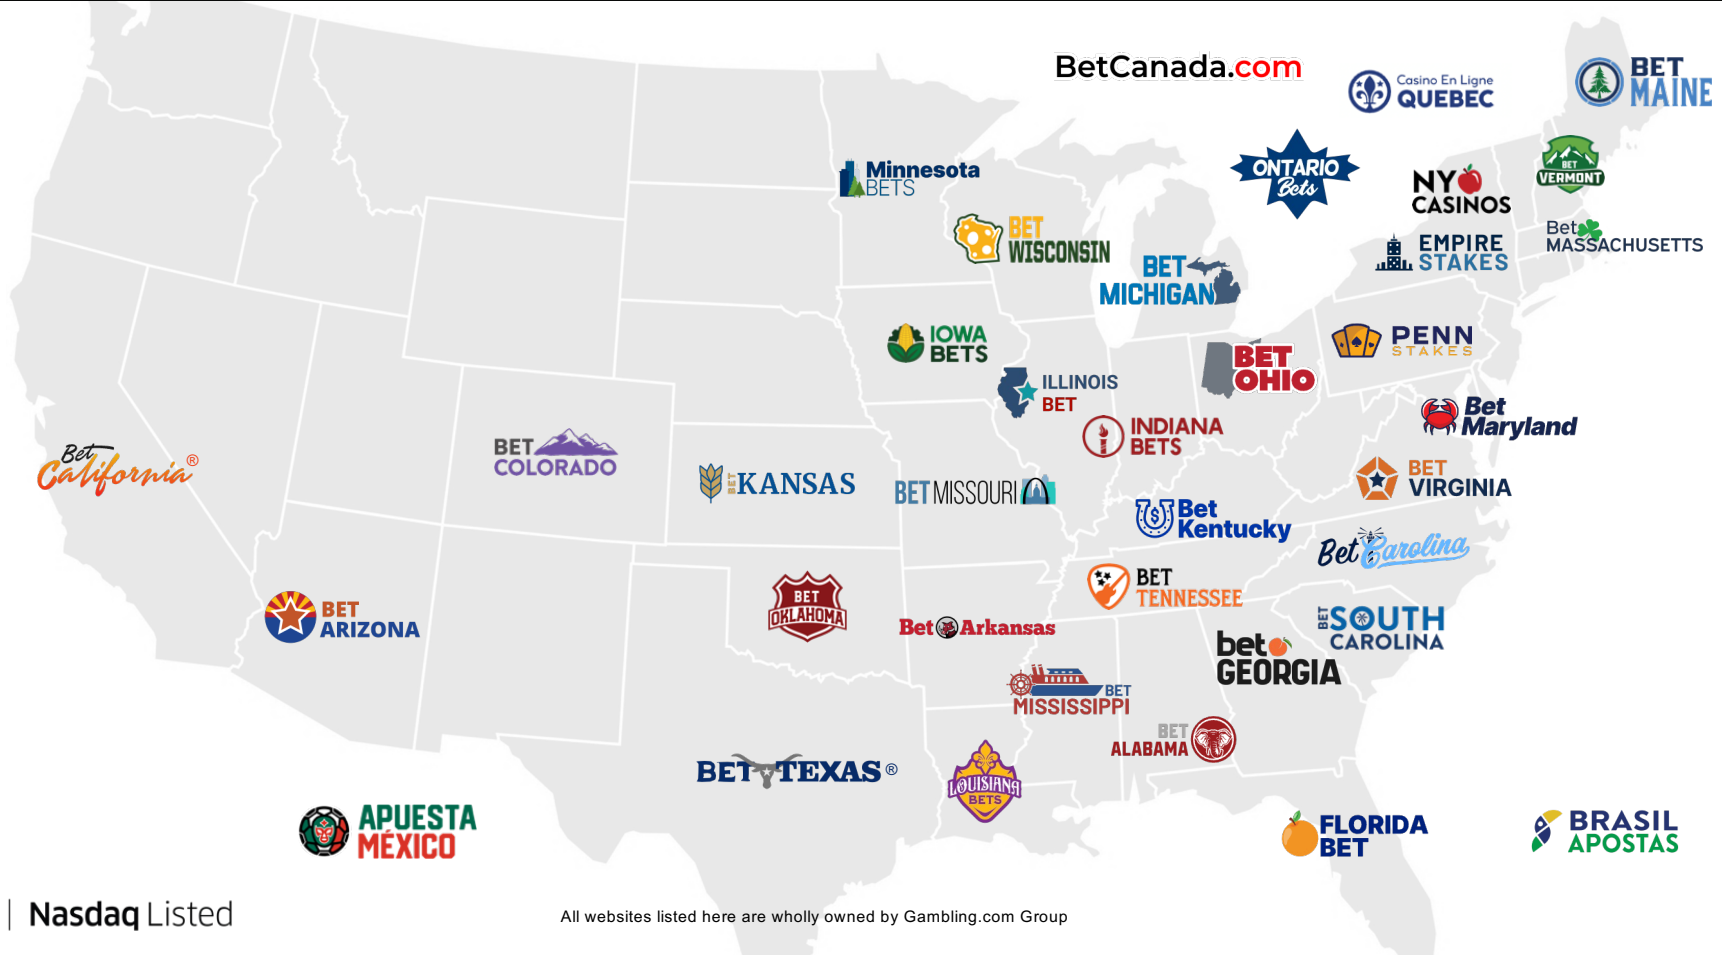 BetCanada.com
Casino En Ligne
QUEBEC
BET
MAINE
ONTARIO
Bets
BET
VERMONT
Minnesota
BETS
NY
CASINOS
BET
WISCONSIN
Bet
MASSACHUSETTS
EMPIRE
STAKES
BET
MICHIGAN
IOWA
BETS
PENN
STAKES
BET
OHIO
ILLINOIS
BET
Bet
Maryland
INDIANA
BETS
Bet
California®
BET
COLORADO
BET
KANSAS
BET MISSOURI
BET
VIRGINIA
Bet
Kentucky
Bet Carolina
BET
TENNESSEE
BET
OKLAHOMA
BET
ARIZONA
Bet Arkansas
BET
SOUTH
CAROLINA
bet
GEORGIA
BET
MISSISSIPPI
BET
ALABAMA
BET TEXAS®
LOUISIANA
BETS
APUESTA
MÉXICO
FLORIDA
BET
BRASIL
APOSTAS
| Nasdaq Listed
All websites listed here are wholly owned by Gambling.com Group